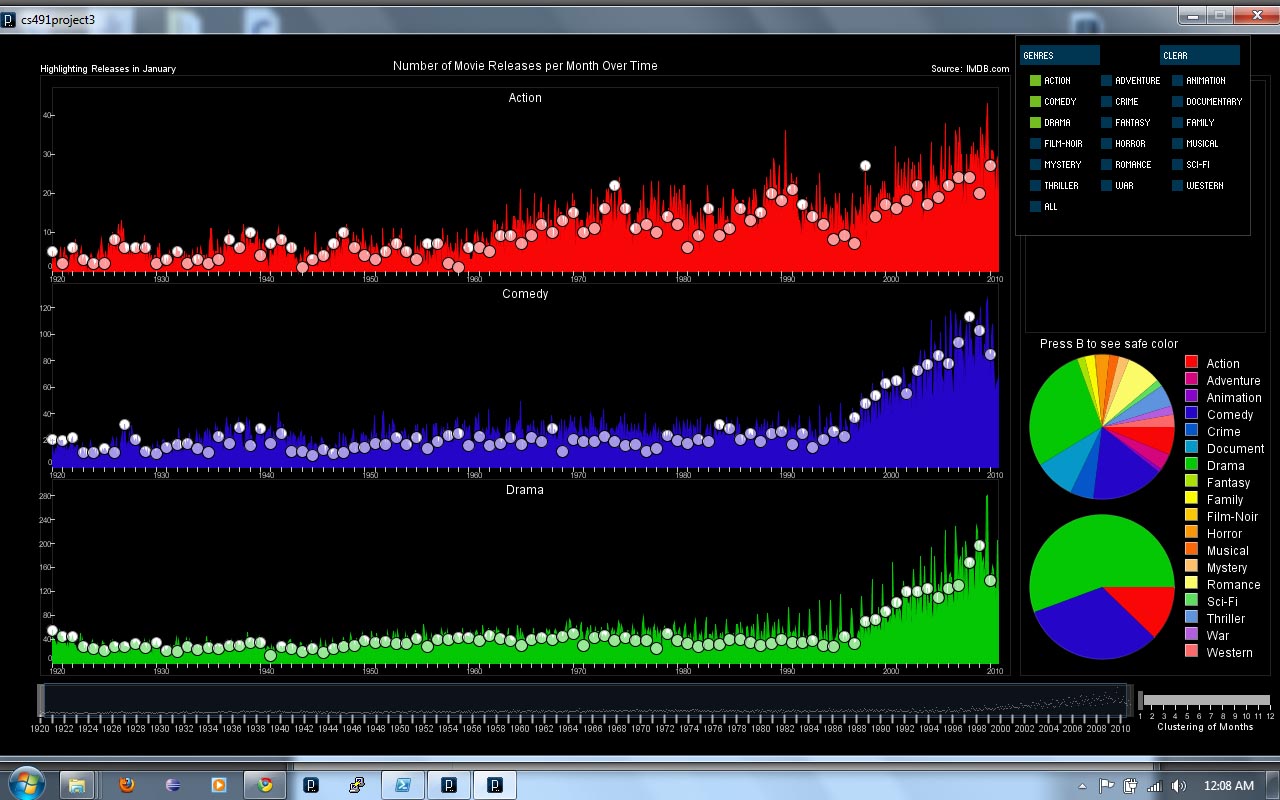 cs491project3
Highlighting Releases in January
Number of Movie Releases per Month Over Time
Source: IMDB.com
GENRES CLEAR
ACTION ADVENTURE ANIMATION
COMEDY CRIME DOCUMENTARY
DRAMA FANTASY FAMILY
FILM-NOIR HORROR MUSICAL
MYSTERY ROMANCE SCI-FI
THRILLER WAR WESTERN
ALL
Action
40
30
20
10
0
1920 1930 1940 1950 1960 1970 1980 1990 2000 2010
Comedy
120
100
80
60
40
20
0
1920 1930 1940 1950 1960 1970 1980 1990 2000 2010
Drama
280
240
200
160
120
80
40
0
1920 1930 1940 1950 1960 1970 1980 1990 2000 2010
Press B to see safe color
Action
Adventure
Animation
Comedy
Crime
Document
Drama
Fantasy
Family
Film-Noir
Horror
Musical
Mystery
Romance
Sci-Fi
Thriller
War
Western
1920 1922 1924 1926 1928 1930 1932 1934 1936 1938 1940 1942 1944 1946 1948 1950 1952 1954 1956 1958 1960 1962 1964 1966 1968 1970 1972 1974 1976 1978 1980 1982 1984 1986 1988 1990 1992 1994 1996 1998 2000 2002 2004 2006 2008 2010
1 2 3 4 5 6 7 8 9 10 11 12
Clustering of Months
12:08 AM